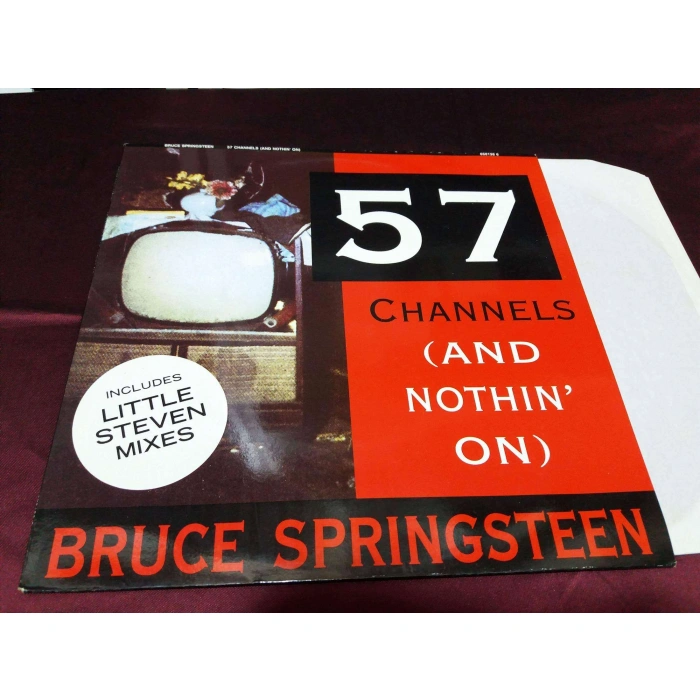 BRUCE SPRINGSTEEN 57 CHANNELS (AND NOTHIN' ON)
57
CHANNELS
(AND
NOTHIN'
ON)
INCLUDES
LITTLE
STEVEN
MIXES
BRUCE SPRINGSTEEN